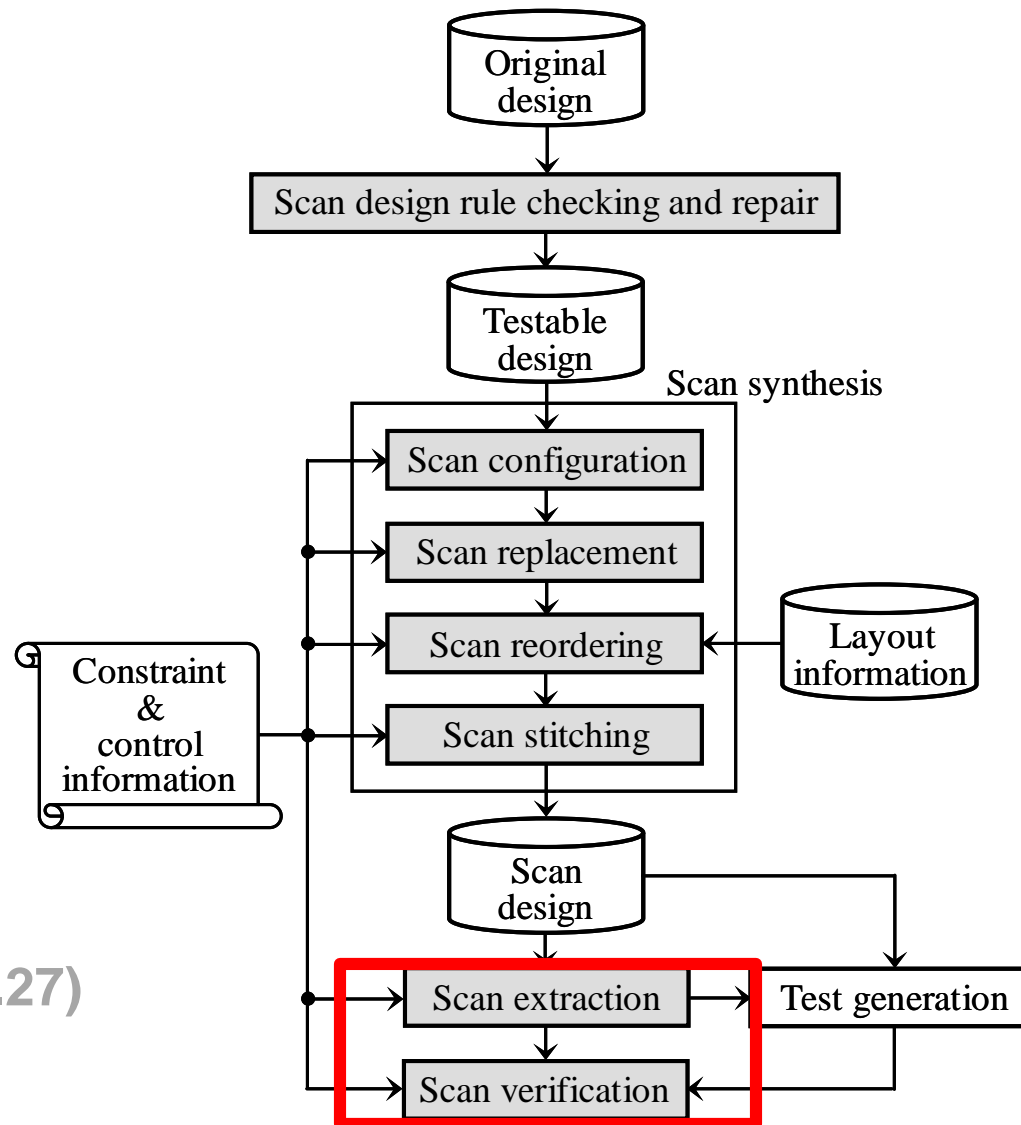 Original
design
Scan design rule checking and repair
Testable
design
Scan synthesis
Scan configuration
Scan replacement
Scan reordering
Layout
information
Constraint
&
control
information
Scan stitching
Scan
design
.27)
Scan extraction
Test generation
Scan verification